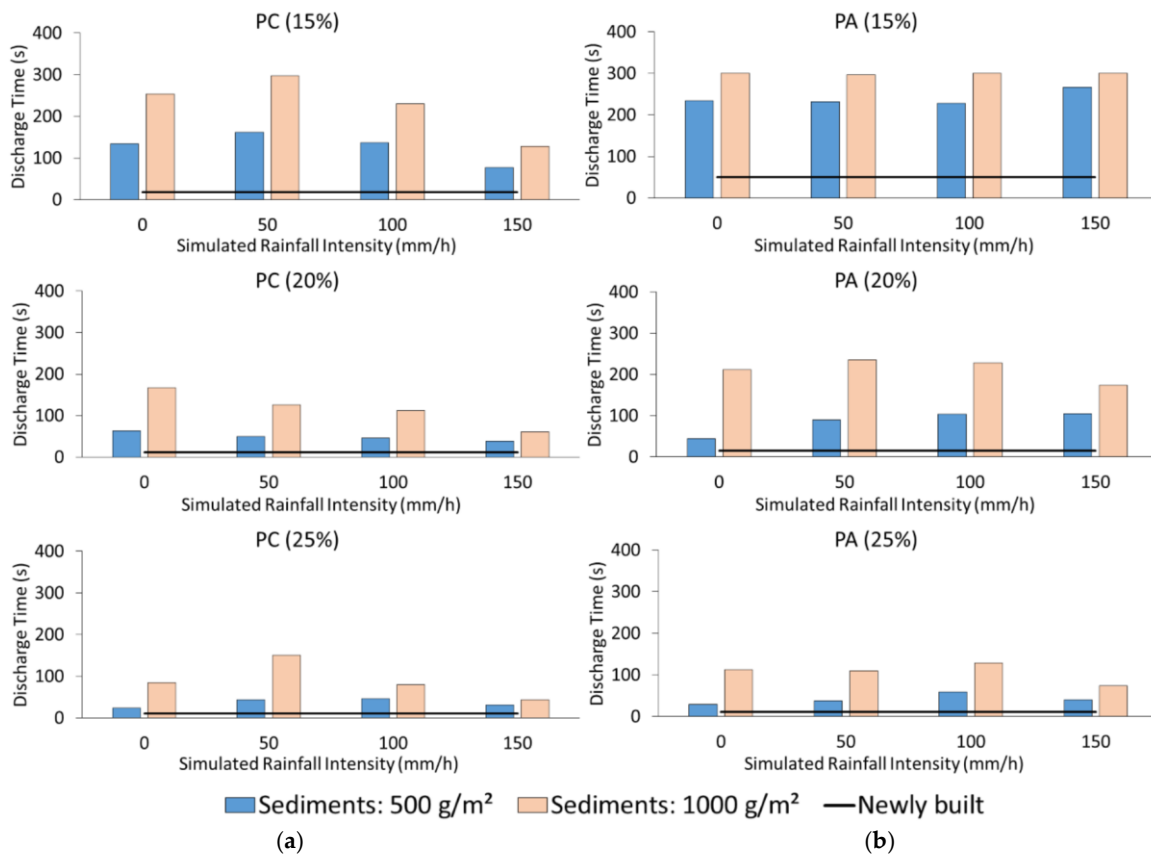 PC (15%)
Discharge Time (s)
400
300
200
100
0
0 50 100 150
Simulated Rainfall Intensity (mm/h)
PA (15%)
Discharge Time (s)
400
300
200
100
0
0 50 100 150
Simulated Rainfall Intensity (mm/h)
PC (20%)
Discharge Time (s)
400
300
200
100
0
0 50 100 150
Simulated Rainfall Intensity (mm/h)
PA (20%)
Discharge Time (s)
400
300
200
100
0
0 50 100 150
Simulated Rainfall Intensity (mm/h)
PC (25%)
Discharge Time (s)
400
300
200
100
0
0 50 100 150
Simulated Rainfall Intensity (mm/h)
PA (25%)
Discharge Time (s)
400
300
200
100
0
0 50 100 150
Simulated Rainfall Intensity (mm/h)
Sediments: 500 g/m² Sediments: 1000 g/m² Newly built
(a) (b)